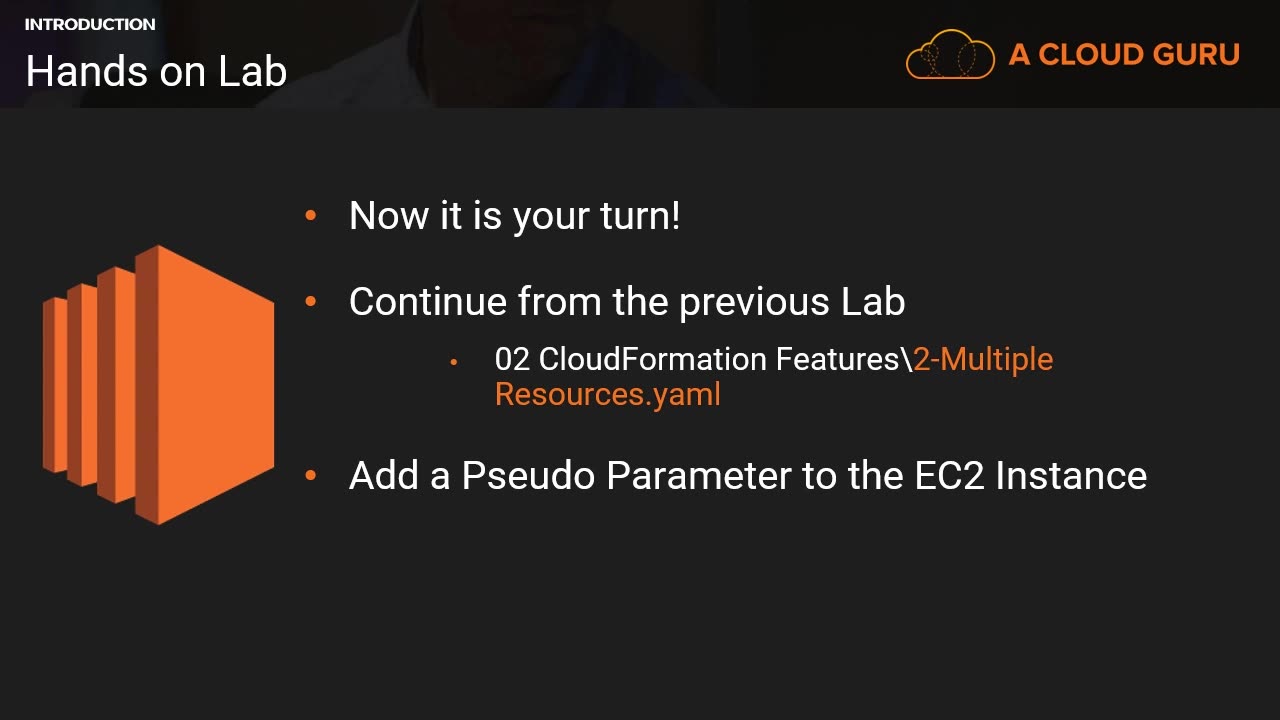 INTRODUCTION
Hands on Lab
A CLOUD GURU
• Now it is your turn!
• Continue from the previous Lab
• 02 CloudFormation Features\2-Multiple
Resources.yaml
• Add a Pseudo Parameter to the EC2 Instance